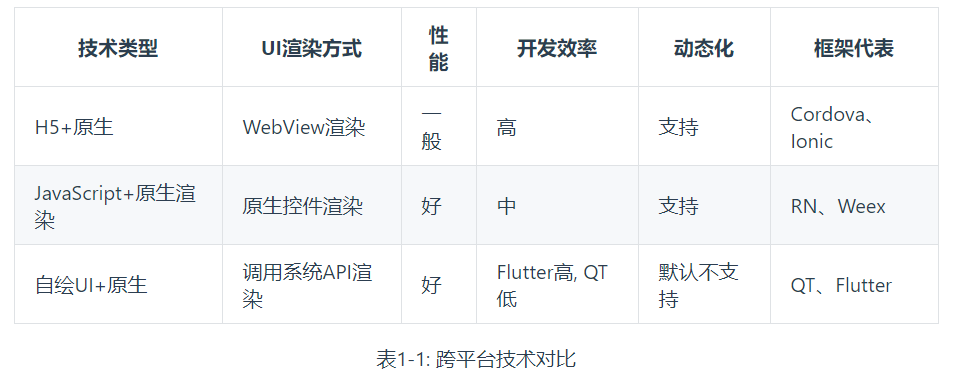 技术类型 UI渲染方式 性能 开发效率 动态化 框架代表
H5+原生 WebView渲染 一般 高 支持 Cordova、Ionic
JavaScript+原生渲染 原生控件渲染 好 中 支持 RN、Weex
自绘UI+原生 调用系统API渲染 好 Flutter高, QT低 默认不支持 QT、Flutter
表1-1: 跨平台技术对比